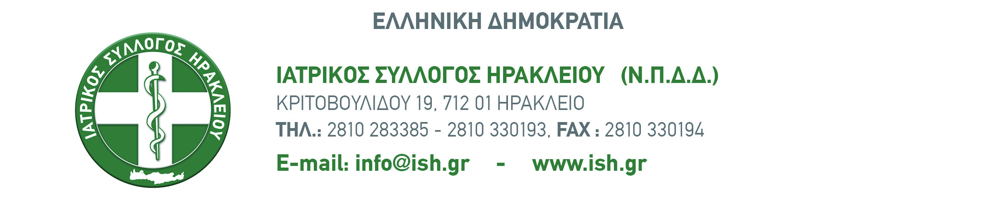 ΕΛΛΗΝΙΚΗ ΔΗΜΟΚΡΑΤΙΑ
ΙΑΤΡΙΚΟΣ ΣΥΛΛΟΓΟΣ ΗΡΑΚΛΕΙΟΥ
ΙΑΤΡΙΚΟΣ ΣΥΛΛΟΓΟΣ ΗΡΑΚΛΕΙΟΥ (Ν.Π.Δ.Δ.)
ΚΡΙΤΟΒΟΥΛΙΔΟΥ 19, 712 01 ΗΡΑΚΛΕΙΟ
ΤΗΛ.: 2810 283385 - 2810 330193, FAX : 2810 330194
E-mail: info@ish.gr - www.ish.gr